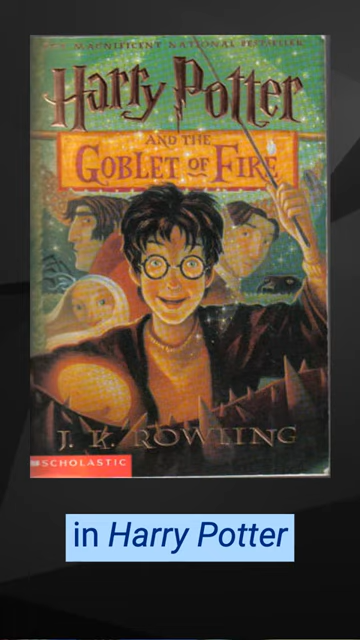 MAGNIFICENT NATIONAL BESTSELLER
Harry Potter
AND THE
GOBLET OF FIRE
J. K. ROWLING
SCHOLASTIC
in Harry Potter